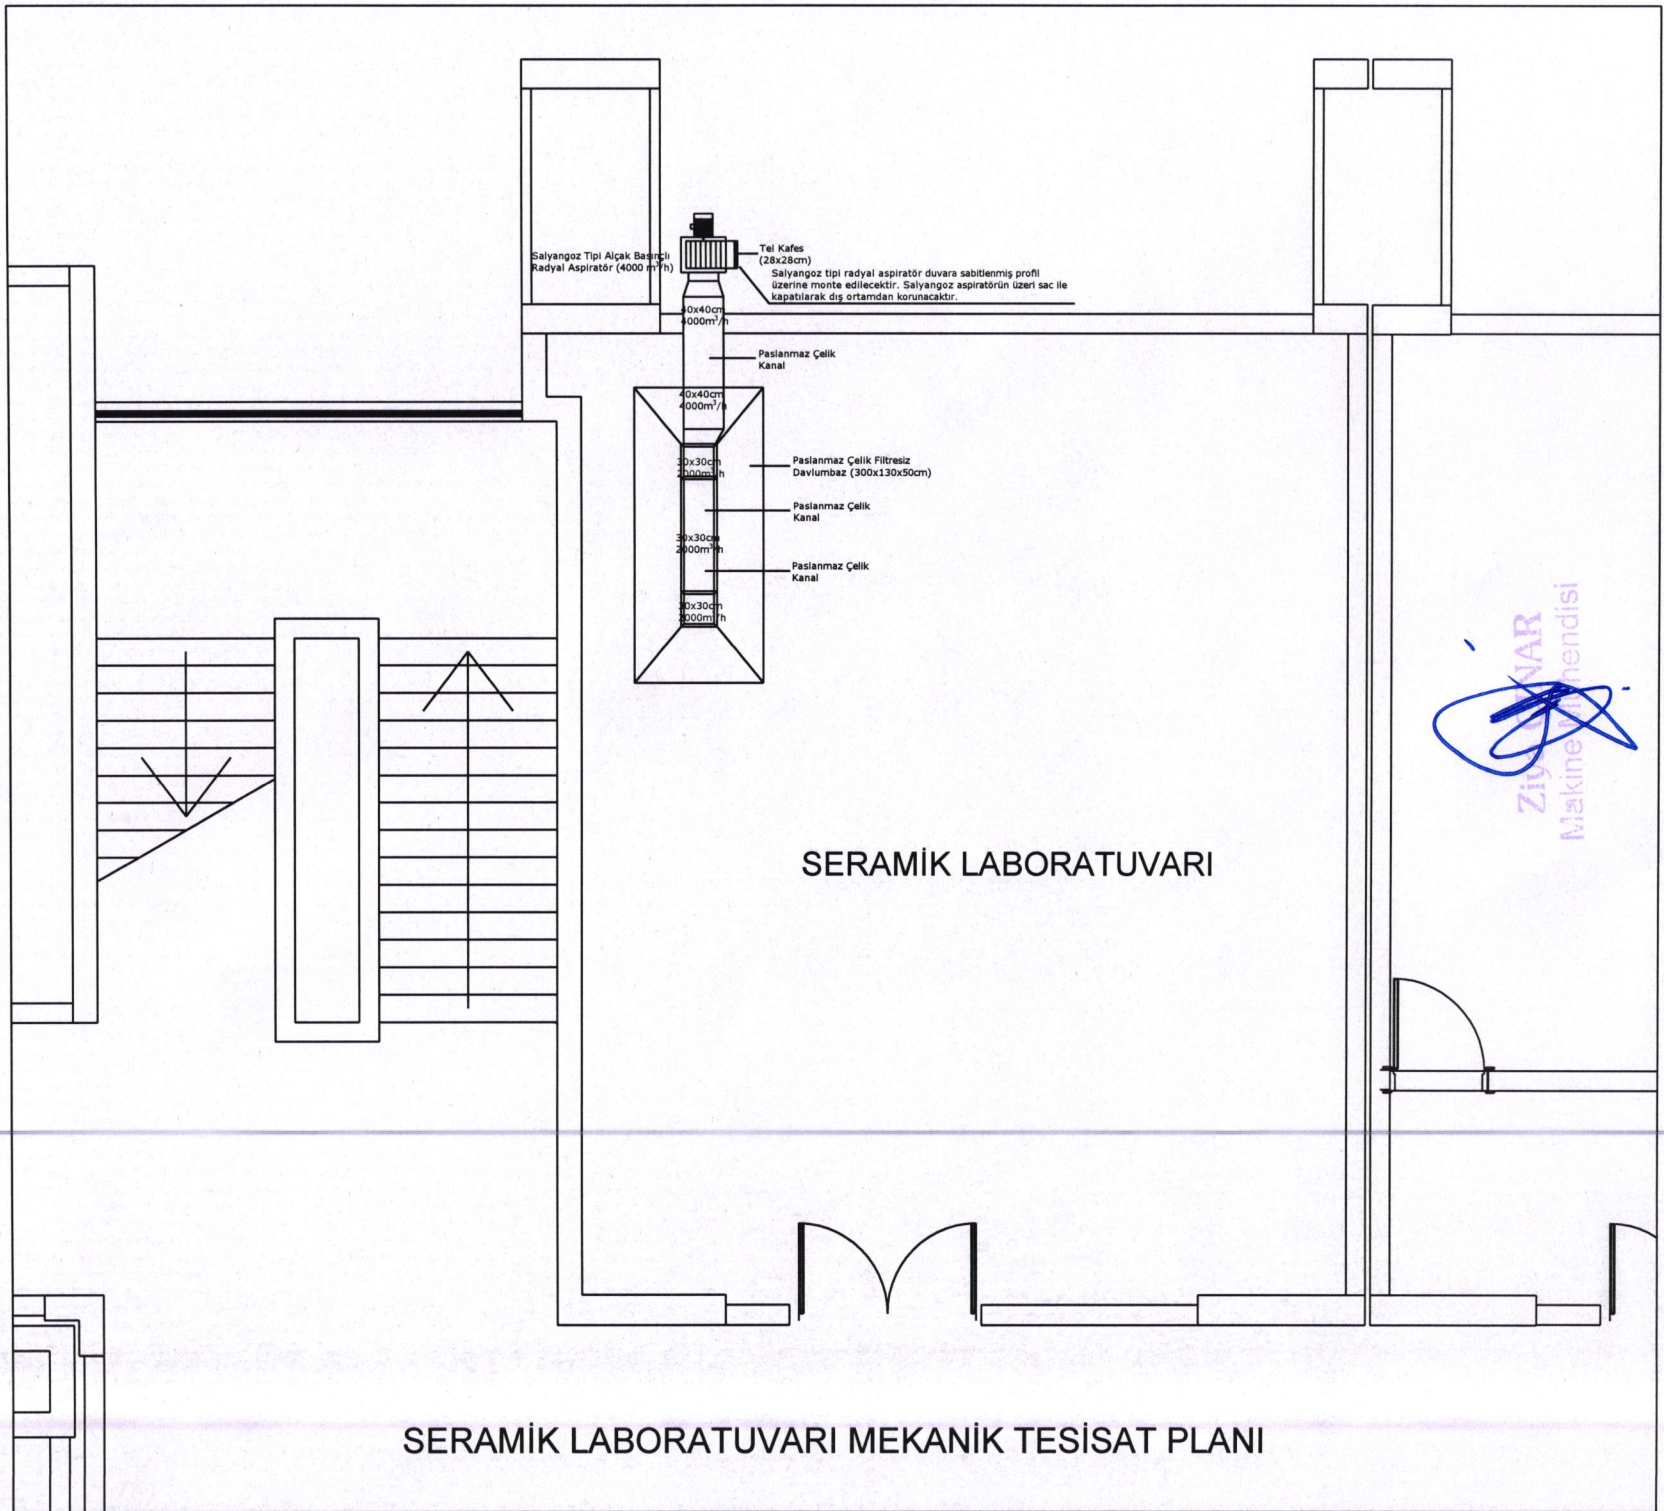 Salyangoz Tipi Alçak Basınçlı
Radyal Aspiratör (4000 m³/h)
Tel Kafes
(28x28cm)
Salyangoz tipi radyal aspiratör duvara sabitlenmiş profil
üzerine monte edilecektir. Salyangoz aspiratörün üzeri sac ile
kapatılarak dış ortamdan korunacaktır.
40x40cm
4000m³/h
Paslanmaz Çelik
Kanal
40x40cm
4000m³/h
30x30cm
2000m³/h
Paslanmaz Çelik Filtresiz
Davlumbaz (300x130x50cm)
Paslanmaz Çelik
Kanal
30x30cm
2000m³/h
Paslanmaz Çelik
Kanal
30x30cm
2000m³/h
Makine Mühendisi
SERAMİK LABORATUVARI
SERAMİK LABORATUVARI MEKANİK TESİSAT PLANI